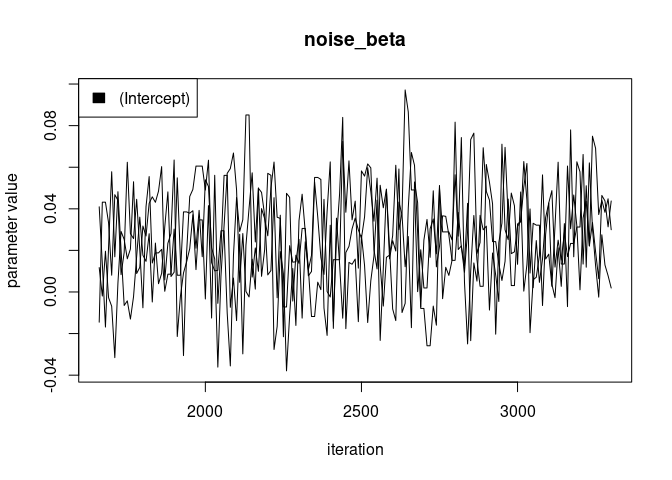 noise_beta
(Intercept)
parameter value
0.08
0.04
0.00
-0.04
2000 2500 3000
iteration